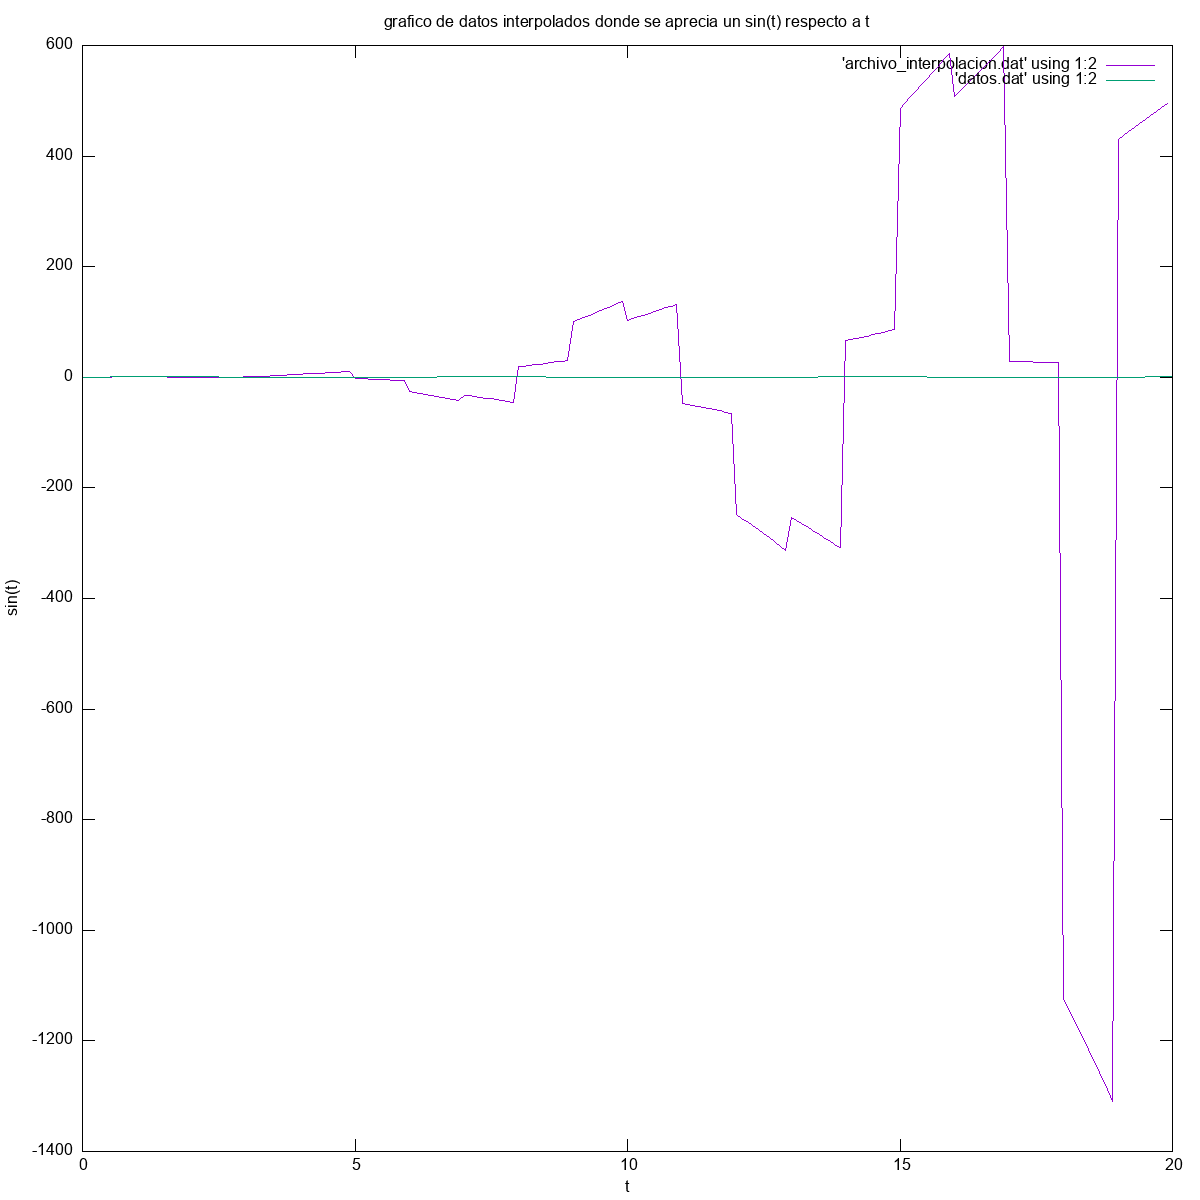 grafico de datos interpolados donde se aprecia un sin(t) respecto a t
600
'archivo_interpolacion.dat' using 1:2
'datos.dat' using 1:2
400
200
0
-200
-400
sin(t)
-600
-800
-1000
-1200
-1400
0 5 10 15 20
t